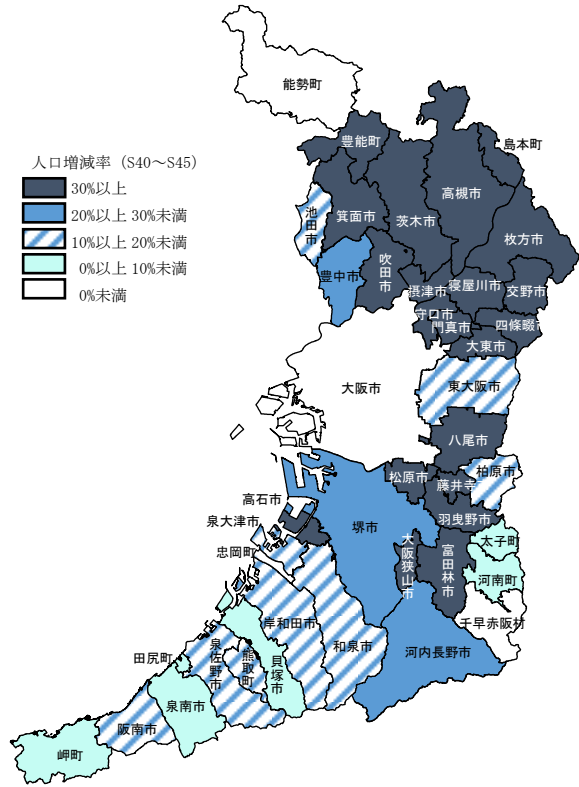 能勢町
人口増減率（S40～S45）
30%以上
20%以上 30%未満
10%以上 20%未満
0%以上 10%未満
0%未満
豊能町
島本町
高槻市
池田市
箕面市
茨木市
枚方市
豊中市
吹田市
摂津市
寝屋川市
交野市
守口市
門真市
四條畷市
大東市
大阪市
東大阪市
八尾市
松原市
藤井寺
柏原市
高石市
泉大津市
堺市
羽曳野市
太子町
忠岡町
大阪狭山市
富田林市
河南町
千早赤阪村
岸和田市
和泉市
河内長野市
田尻町
泉佐野市
熊取町
貝塚市
泉南市
阪南市
岬町